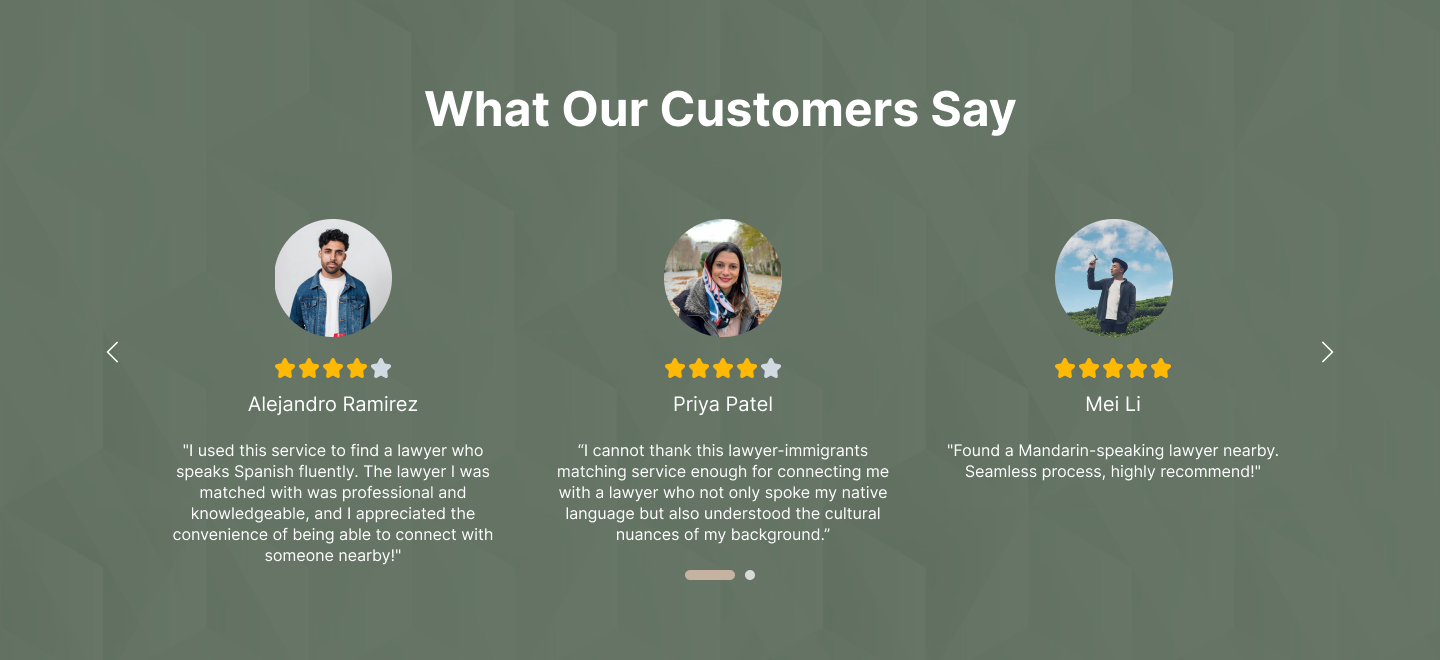 What Our Customers Say
Alejandro Ramirez
"I used this service to find a lawyer who
speaks Spanish fluently. The lawyer I was
matched with was professional and
knowledgeable, and I appreciated the
convenience of being able to connect with
someone nearby!"
Priya Patel
“I cannot thank this lawyer-immigrants
matching service enough for connecting me
with a lawyer who not only spoke my native
language but also understood the cultural
nuances of my background.”
Mei Li
"Found a Mandarin-speaking lawyer nearby.
Seamless process, highly recommend!"